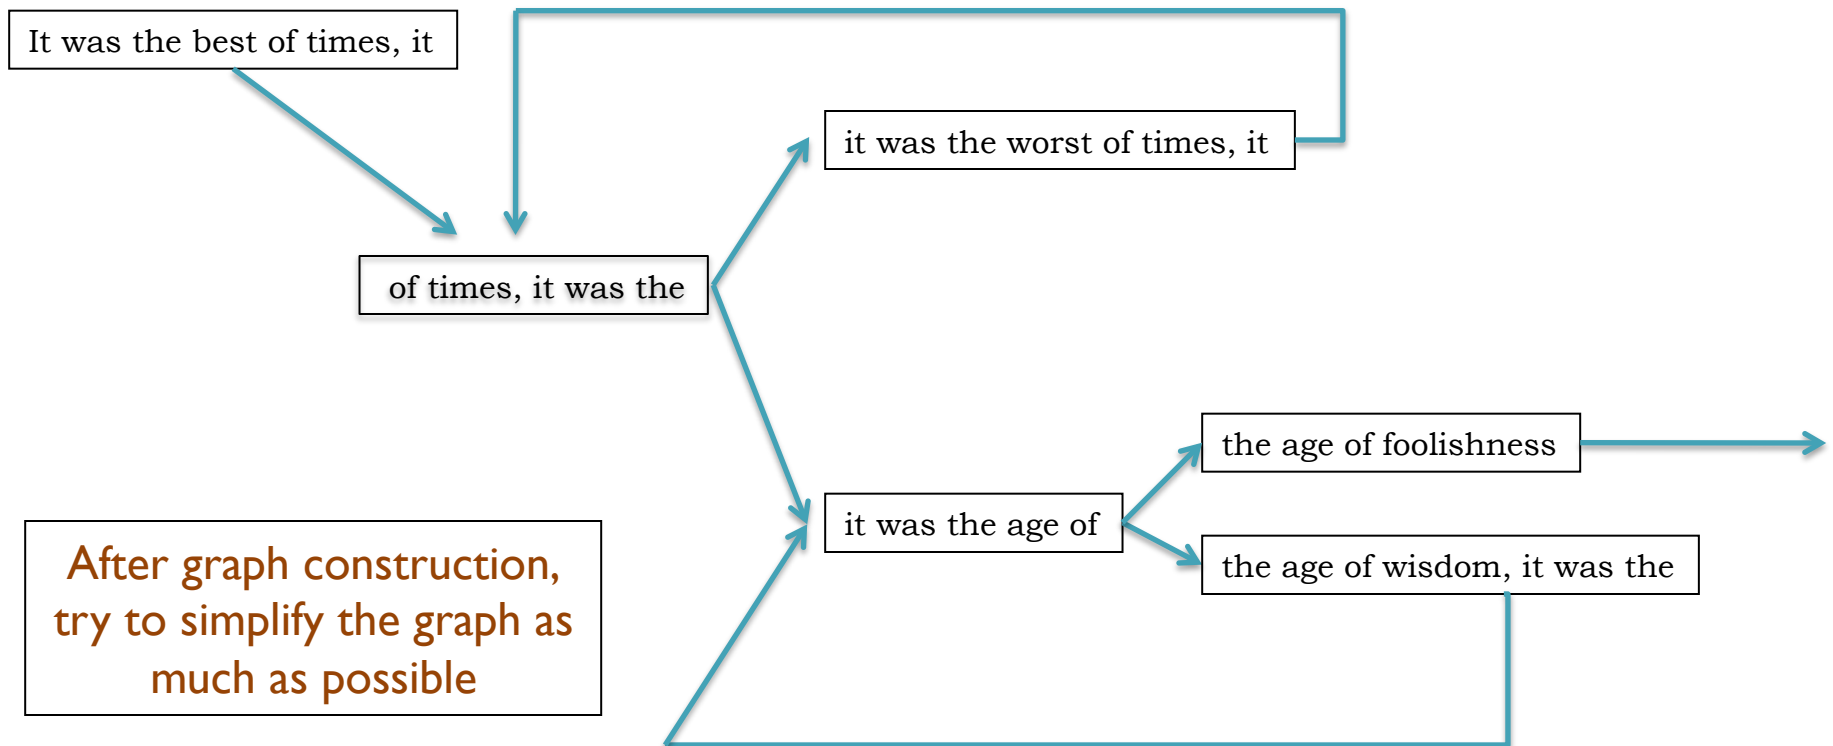 It was the best of times, it
it was the worst of times, it
of times, it was the
the age of foolishness
it was the age of
the age of wisdom, it was the
After graph construction,
try to simplify the graph as
much as possible